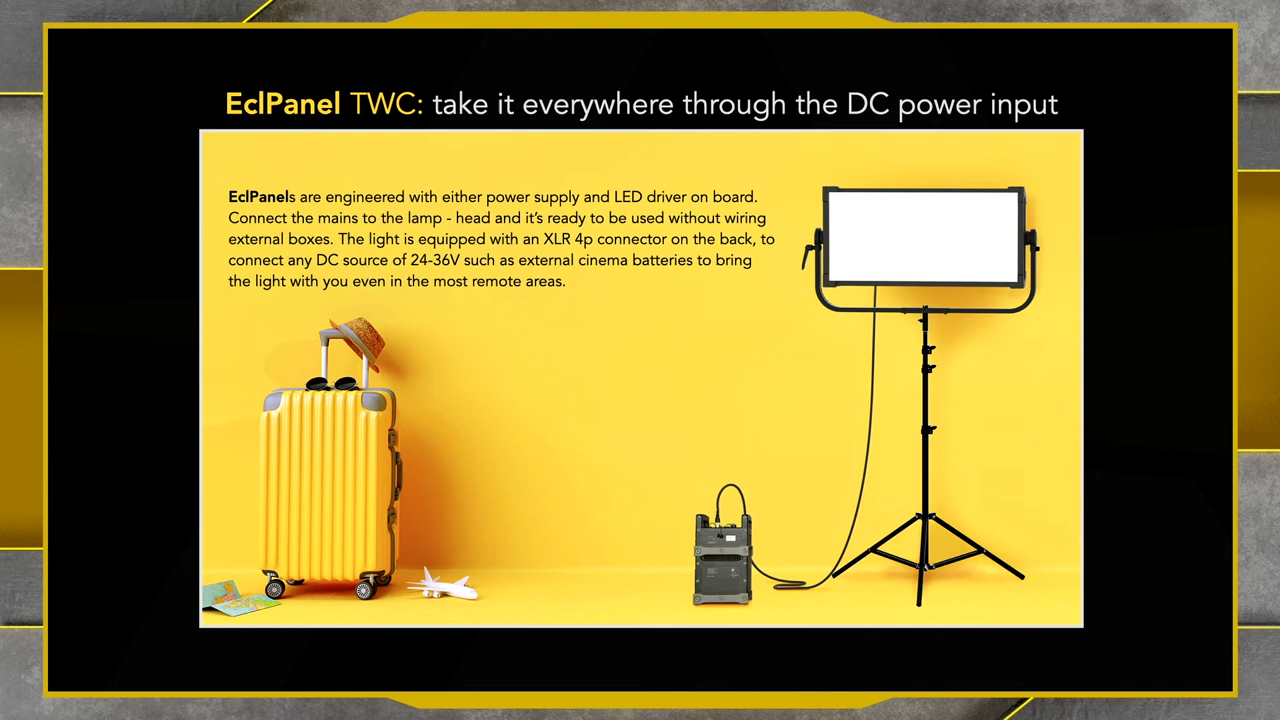 EclPanel TWC: take it everywhere through the DC power input
EclPanels are engineered with either power supply and LED driver on board.
Connect the mains to the lamp - head and it's ready to be used without wiring
external boxes. The light is equipped with an XLR 4p connector on the back, to
connect any DC source of 24-36V such as external cinema batteries to bring
the light with you even in the most remote areas.